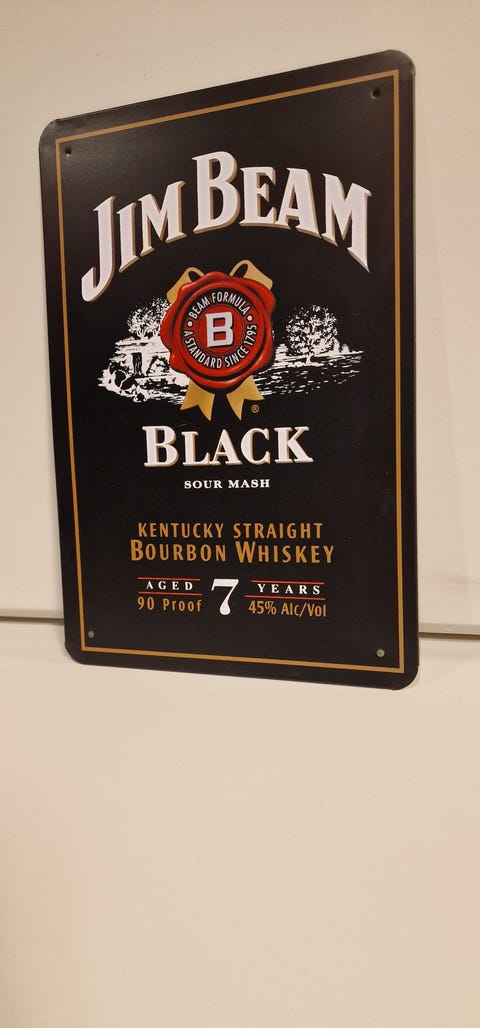 JIM BEAM
BEAM FORMULA
B
A STANDARD SINCE 1795
®
BLACK
SOUR MASH
KENTUCKY STRAIGHT
BOURBON WHISKEY
AGED 7 YEARS
90 Proof 45% Alc/Vol